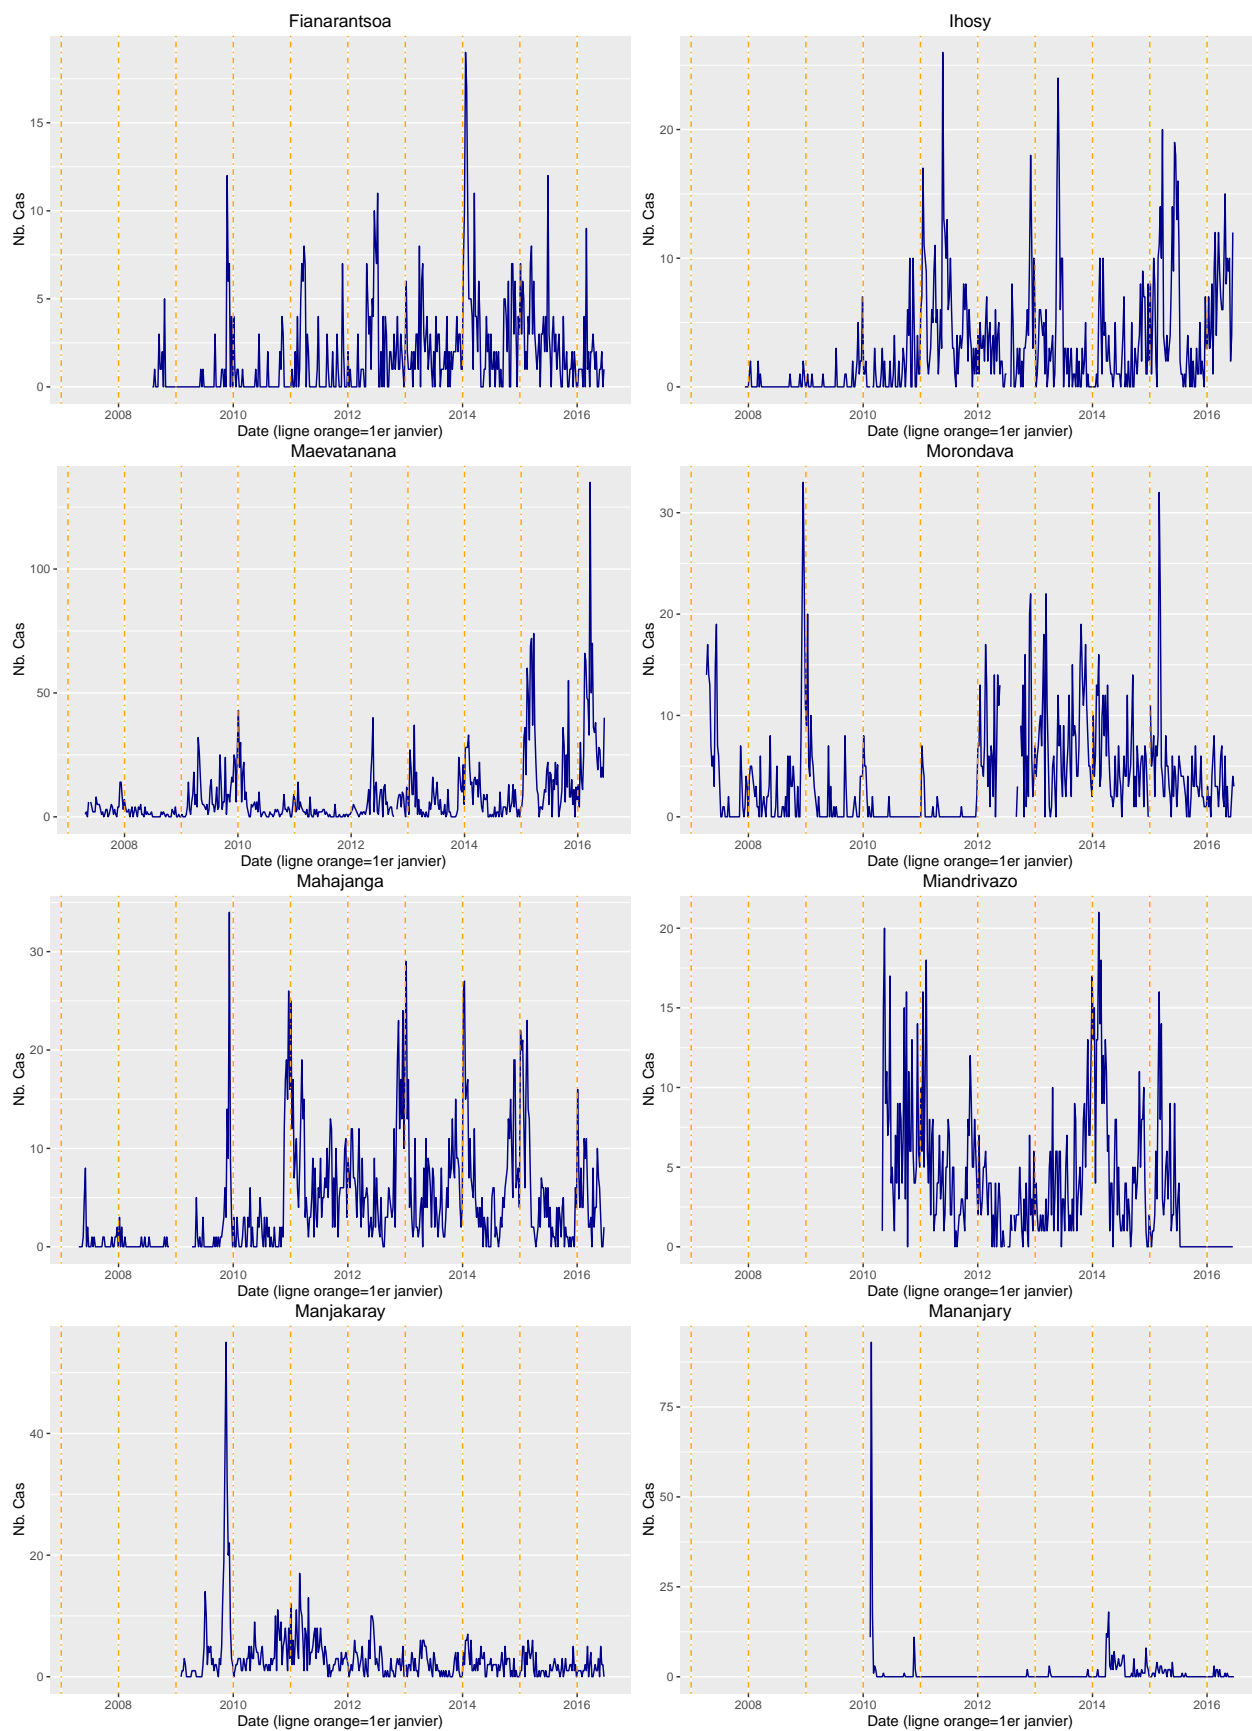 Fianarantsoa
Nb. Cas
15
10
5
0
2008 2010 2012 2014 2016
Date (ligne orange=1er janvier)
Ihosy
Nb. Cas
20
10
0
2008 2010 2012 2014 2016
Date (ligne orange=1er janvier)
Maevatanana
Nb. Cas
100
50
0
2008 2010 2012 2014 2016
Date (ligne orange=1er janvier)
Morondava
Nb. Cas
30
20
10
0
2008 2010 2012 2014 2016
Date (ligne orange=1er janvier)
Mahajanga
Nb. Cas
30
20
10
0
2008 2010 2012 2014 2016
Date (ligne orange=1er janvier)
Miandrivazo
Nb. Cas
20
15
10
5
0
2008 2010 2012 2014 2016
Date (ligne orange=1er janvier)
Manjakaray
Nb. Cas
40
20
0
2008 2010 2012 2014 2016
Date (ligne orange=1er janvier)
Mananjary
Nb. Cas
75
50
25
0
2008 2010 2012 2014 2016
Date (ligne orange=1er janvier)